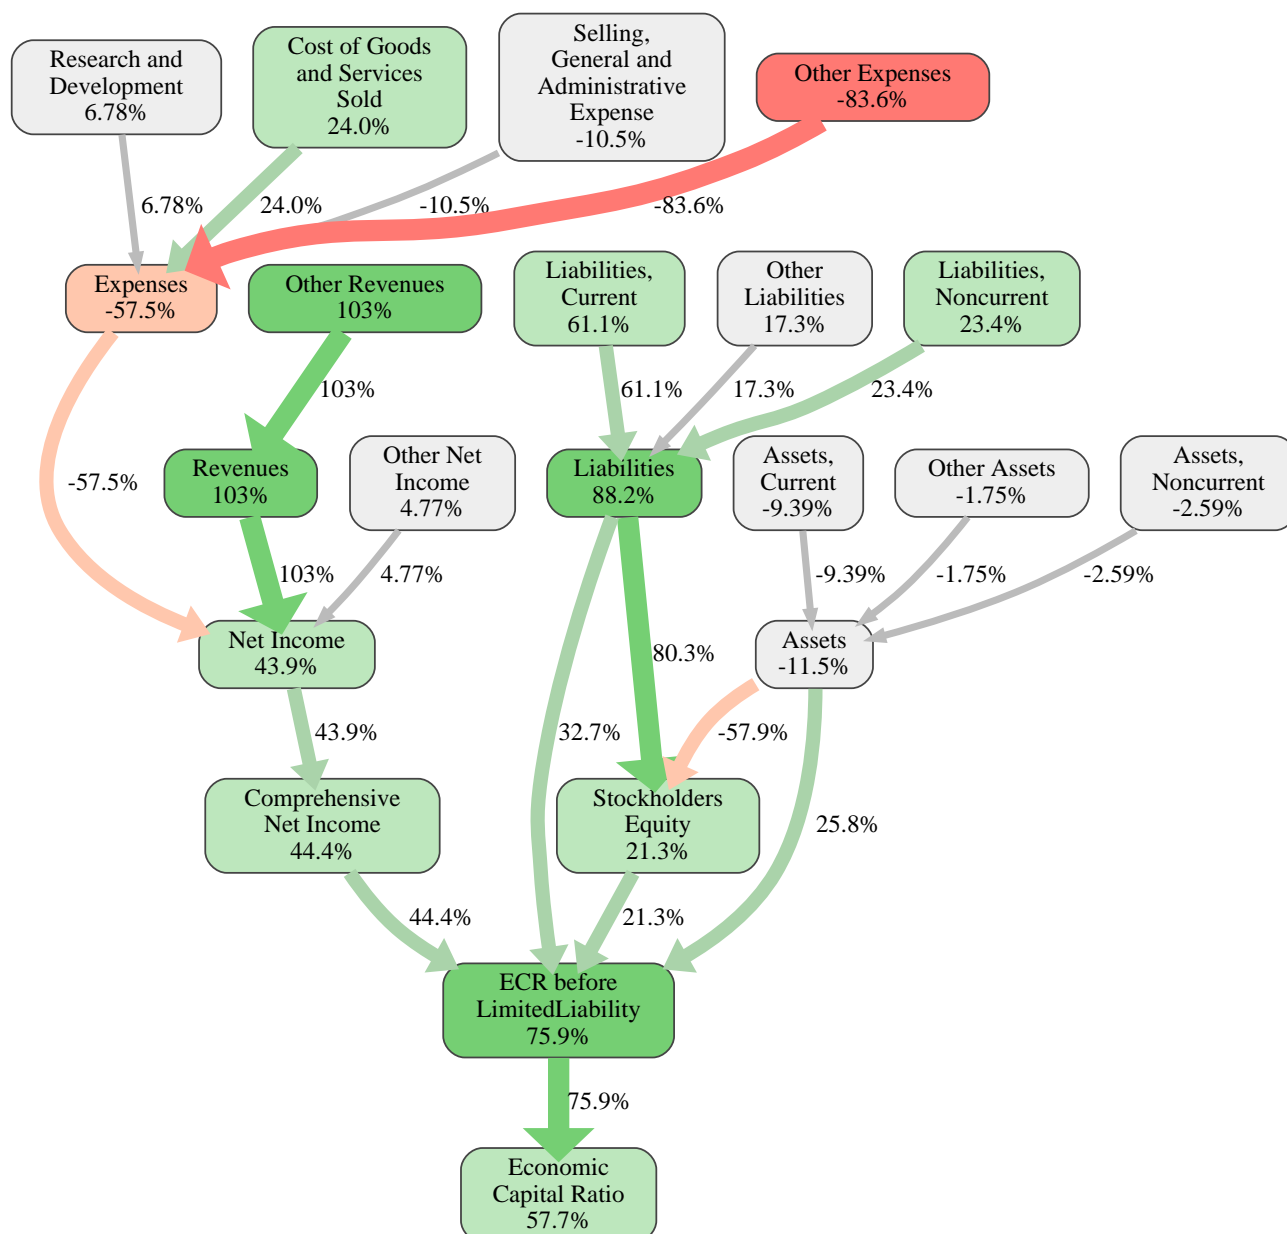 Research and
Development
6.78%
Cost of Goods
and Services
Sold
24.0%
Selling,
General and
Administrative
Expense
-10.5%
Other Expenses
-83.6%
6.78%
24.0%
-10.5%
-83.6%
Expenses
-57.5%
Other Revenues
103%
Liabilities,
Current
61.1%
Other
Liabilities
17.3%
Liabilities,
Noncurrent
23.4%
103%
61.1%
17.3%
23.4%
-57.5%
Revenues
103%
Other Net
Income
4.77%
Liabilities
88.2%
Assets,
Current
-9.39%
Other Assets
-1.75%
Assets,
Noncurrent
-2.59%
103%
4.77%
-9.39%
-1.75%
-2.59%
Net Income
43.9%
80.3%
Assets
-11.5%
43.9%
32.7%
-57.9%
Comprehensive
Net Income
44.4%
Stockholders
Equity
21.3%
25.8%
44.4%
21.3%
ECR before
LimitedLiability
75.9%
75.9%
Economic
Capital Ratio
57.7%